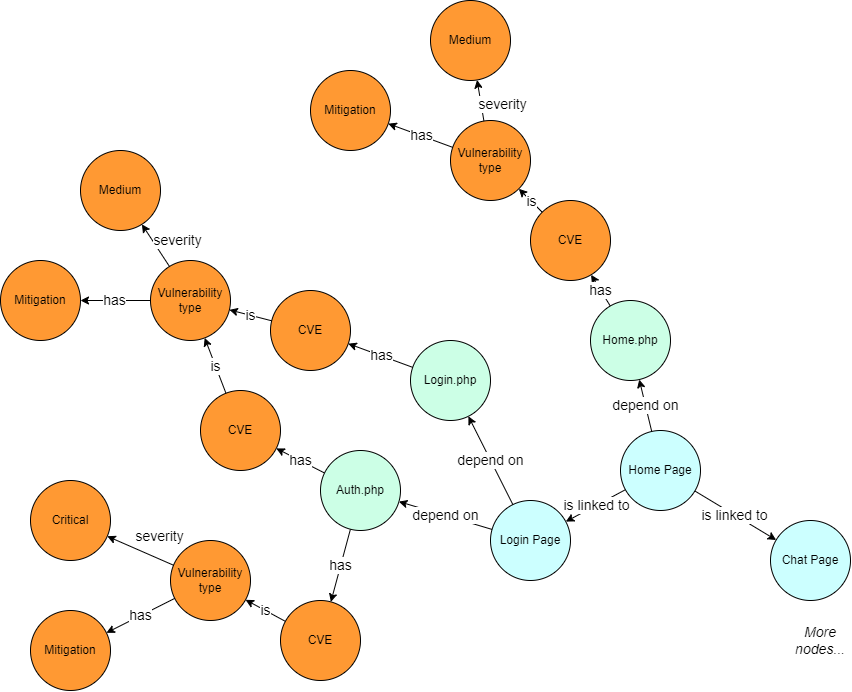 Medium
severity
Mitigation
has
Vulnerability
type
is
CVE
has
Home.php
depend on
Home Page
is linked to
is linked to
Chat Page
Medium
severity
Mitigation
has
Vulnerability
type
is
CVE
has
Login.php
is
CVE
has
Auth.php
depend on
depend on
Login Page
Critical
severity
Vulnerability
type
has
Mitigation
is
CVE
has
More
nodes...